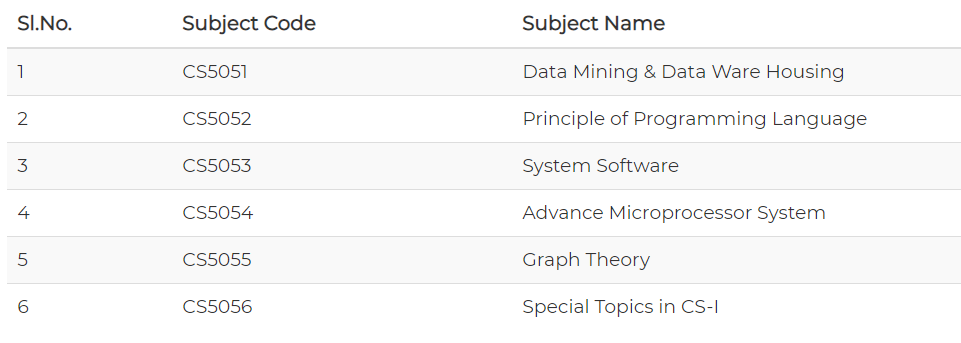 Sl.No. Subject Code Subject Name
1 CS5051 Data Mining & Data Ware Housing
2 CS5052 Principle of Programming Language
3 CS5053 System Software
4 CS5054 Advance Microprocessor System
5 CS5055 Graph Theory
6 CS5056 Special Topics in CS-I